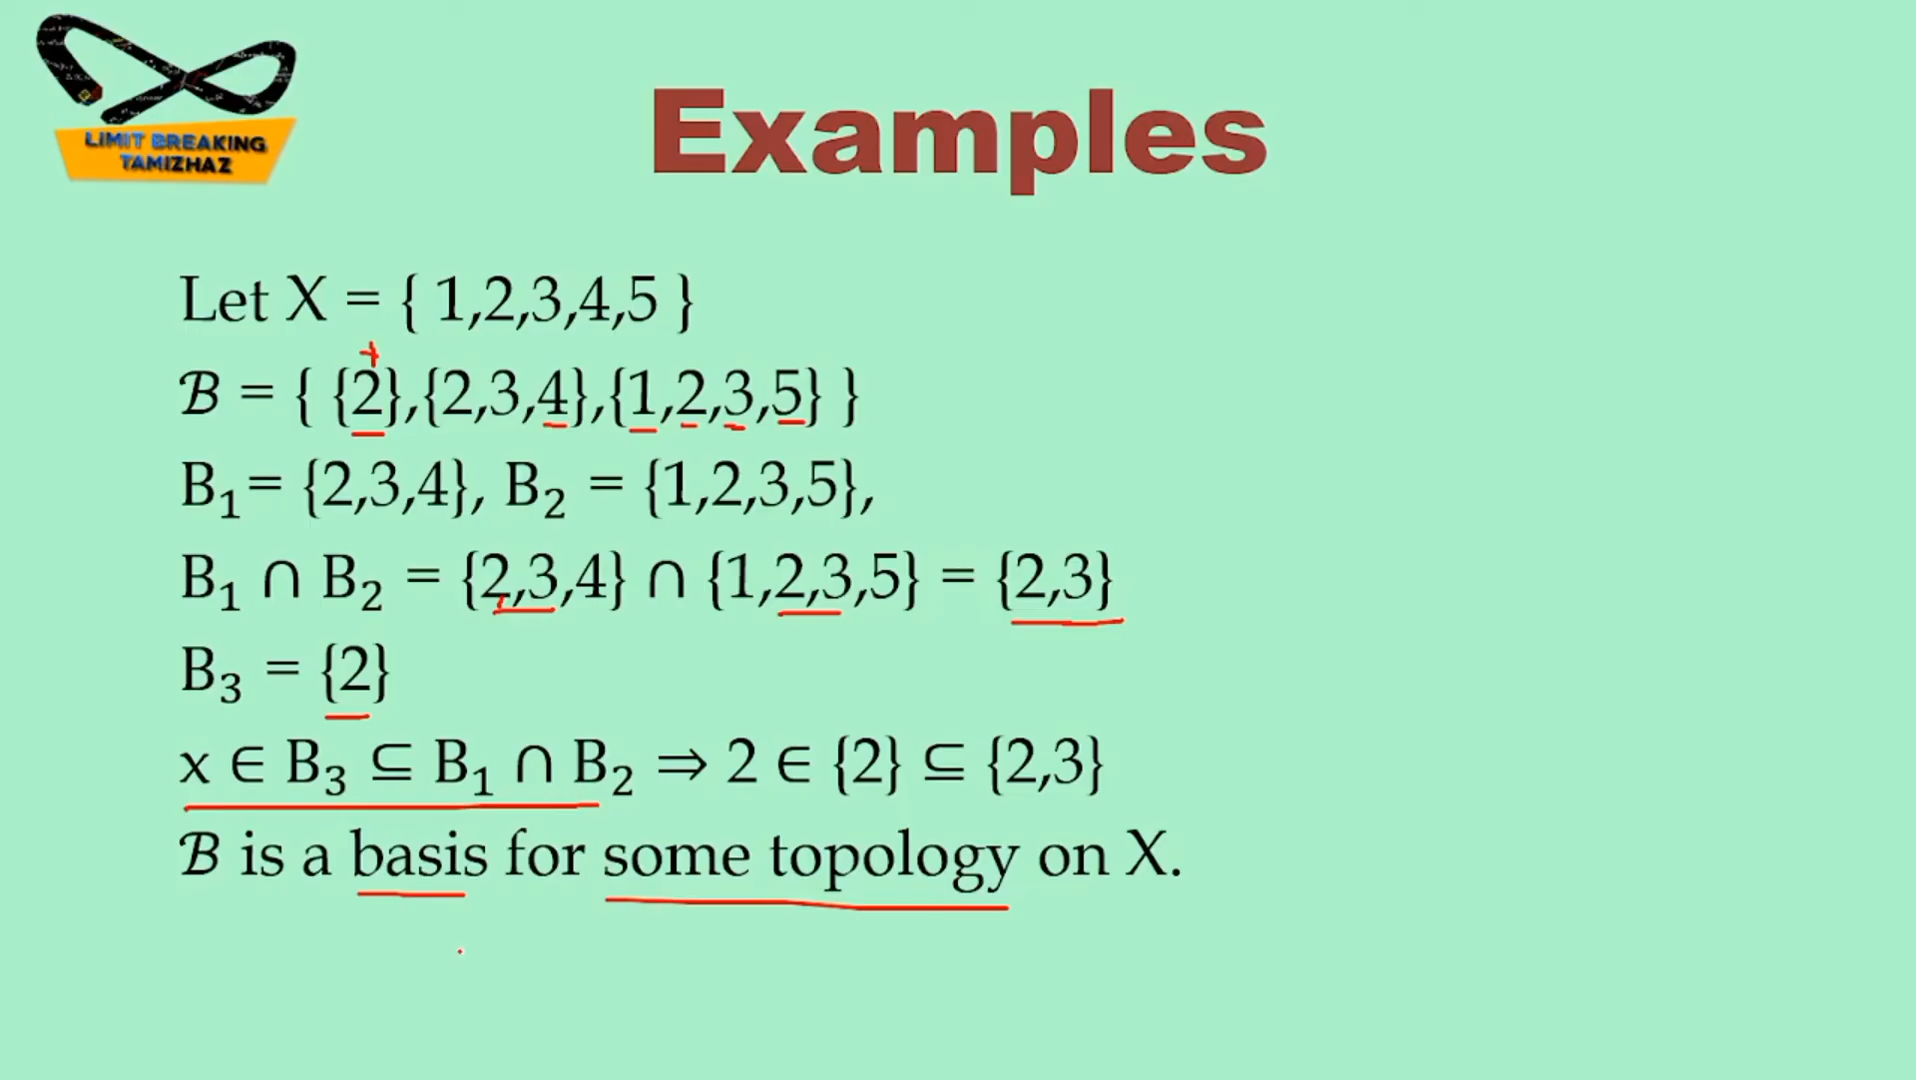 LIMIT BREAKING
TAMIZHAZ
Examples
Let X = { 1,2,3,4,5 }
ℬ = { {2},{2,3,4},{1,2,3,5} }
B₁= {2,3,4}, B₂ = {1,2,3,5},
B₁ ∩ B₂ = {2,3,4} ∩ {1,2,3,5} = {2,3}
B₃ = {2}
x ∈ B₃ ⊆ B₁ ∩ B₂ ⇒ 2 ∈ {2} ⊆ {2,3}
ℬ is a basis for some topology on X.